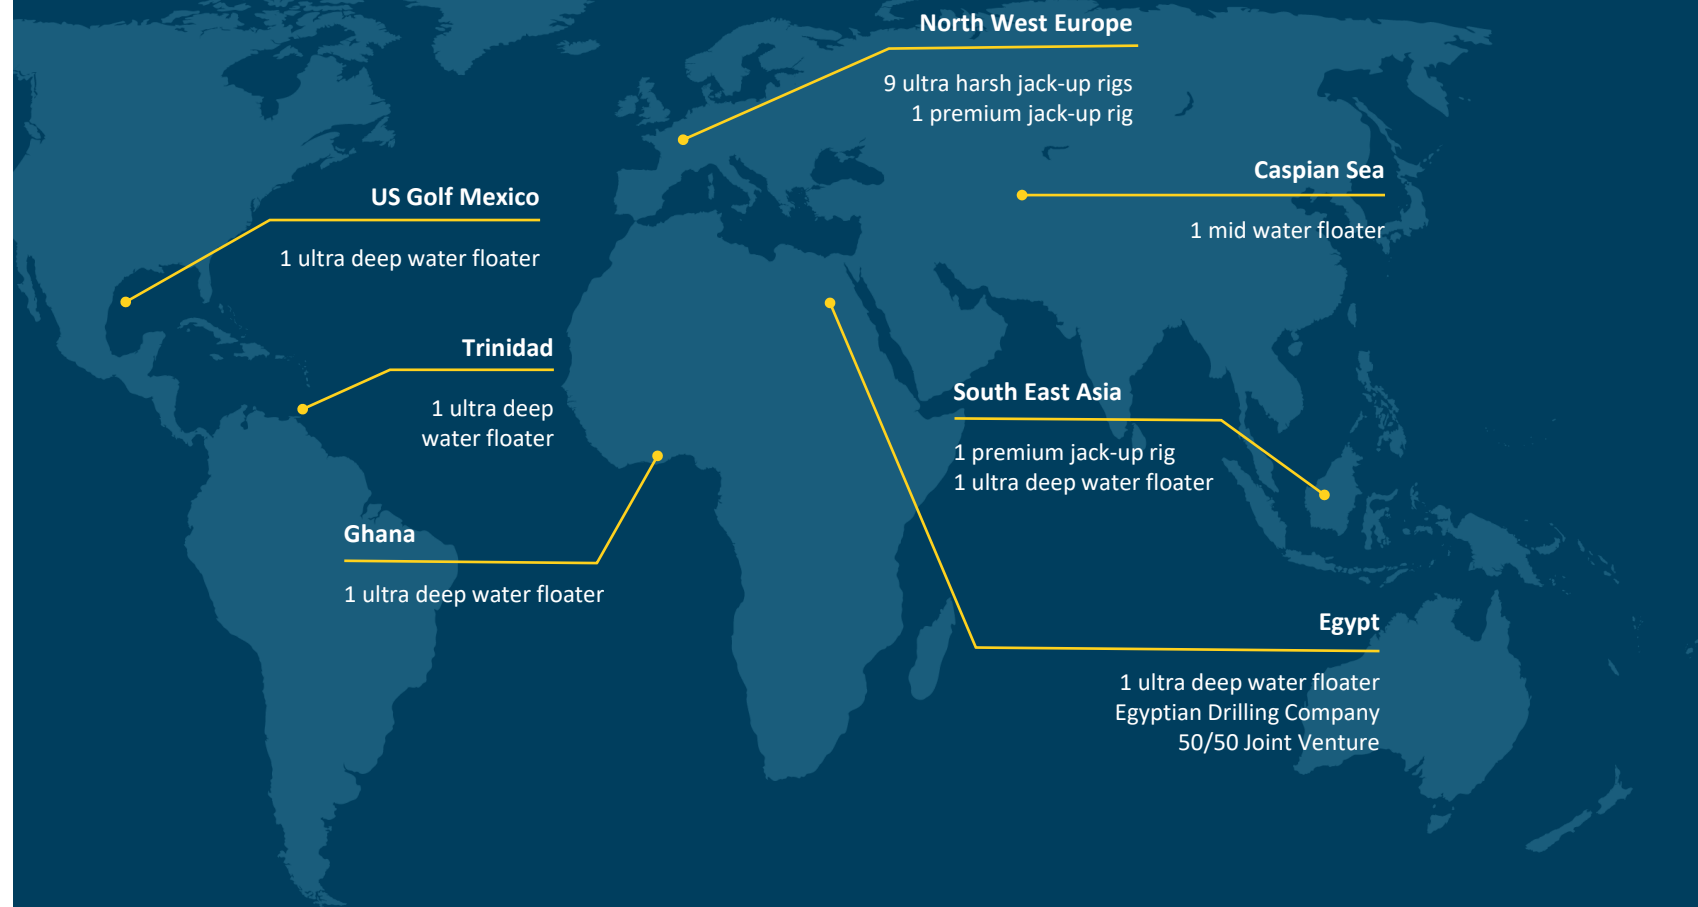 North West Europe
9 ultra harsh jack-up rigs
1 premium jack-up rig
Caspian Sea
1 mid water floater
US Golf Mexico
1 ultra deep water floater
Trinidad
1 ultra deep
water floater
South East Asia
1 premium jack-up rig
1 ultra deep water floater
Ghana
1 ultra deep water floater
Egypt
1 ultra deep water floater
Egyptian Drilling Company
50/50 Joint Venture